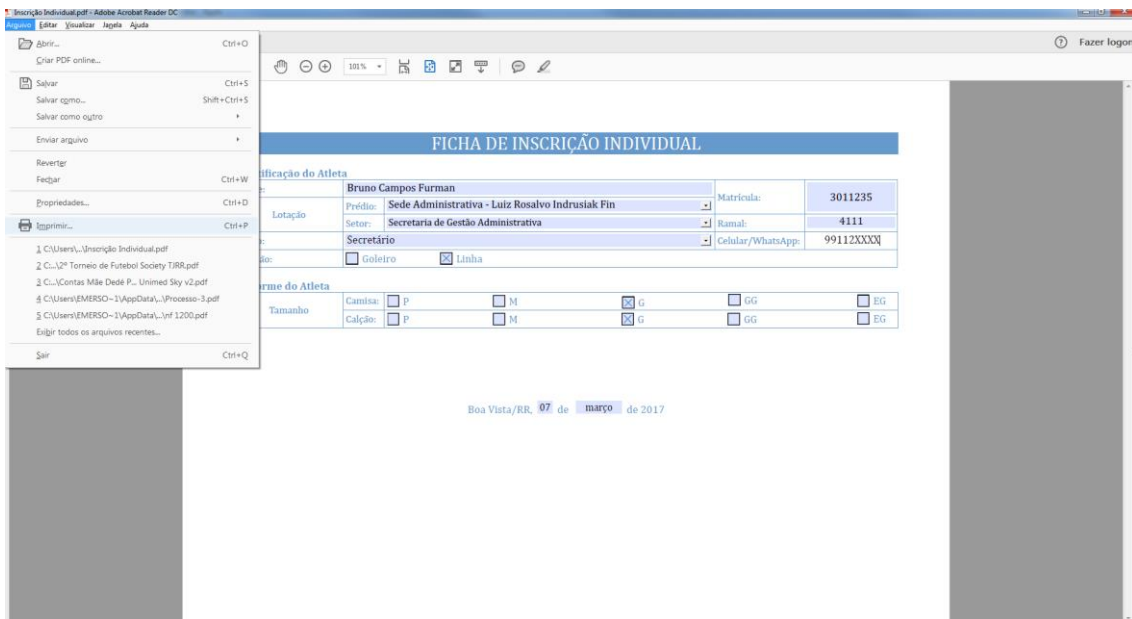 Inscrição Individual.pdf - Adobe Acrobat Reader DC
Arquivo Editar Visualizar Janela Ajuda
Abrir... Ctrl+O
Criar PDF online...
Salvar Ctrl+S
Salvar como... Shift+Ctrl+S
Salvar como outro
Enviar arquivo
Reverter
Fechar Ctrl+W
Propriedades... Ctrl+D
Imprimir... Ctrl+P
1 C:\Users\...\Inscrição Individual.pdf
2 C:...\2º Torneio de Futebol Society TJRR.pdf
3 C:...\Contas Mãe Dedé P... Unimed Sky v2.pdf
4 C:\Users\EMERSO~1\AppData\...\Processo-3.pdf
5 C:\Users\EMERSO~1\AppData\...\nf 1200.pdf
Exibir todos os arquivos recentes...
Sair Ctrl+Q
Fazer logon
101%
FICHA DE INSCRIÇÃO INDIVIDUAL
tificação do Atleta
Bruno Campos Furman
Matrícula: 3011235
Lotação
Prédio: Sede Administrativa - Luiz Rosalvo Indrusiak Fin
Setor: Secretaria de Gestão Administrativa
Ramal: 4111
Secretário
Celular/WhatsApp: 99112XXXX
ão: Goleiro Linha
orme do Atleta
Tamanho
Camisa: P M G GG EG
Calção: P M G GG EG
Boa Vista/RR, 07 de março de 2017